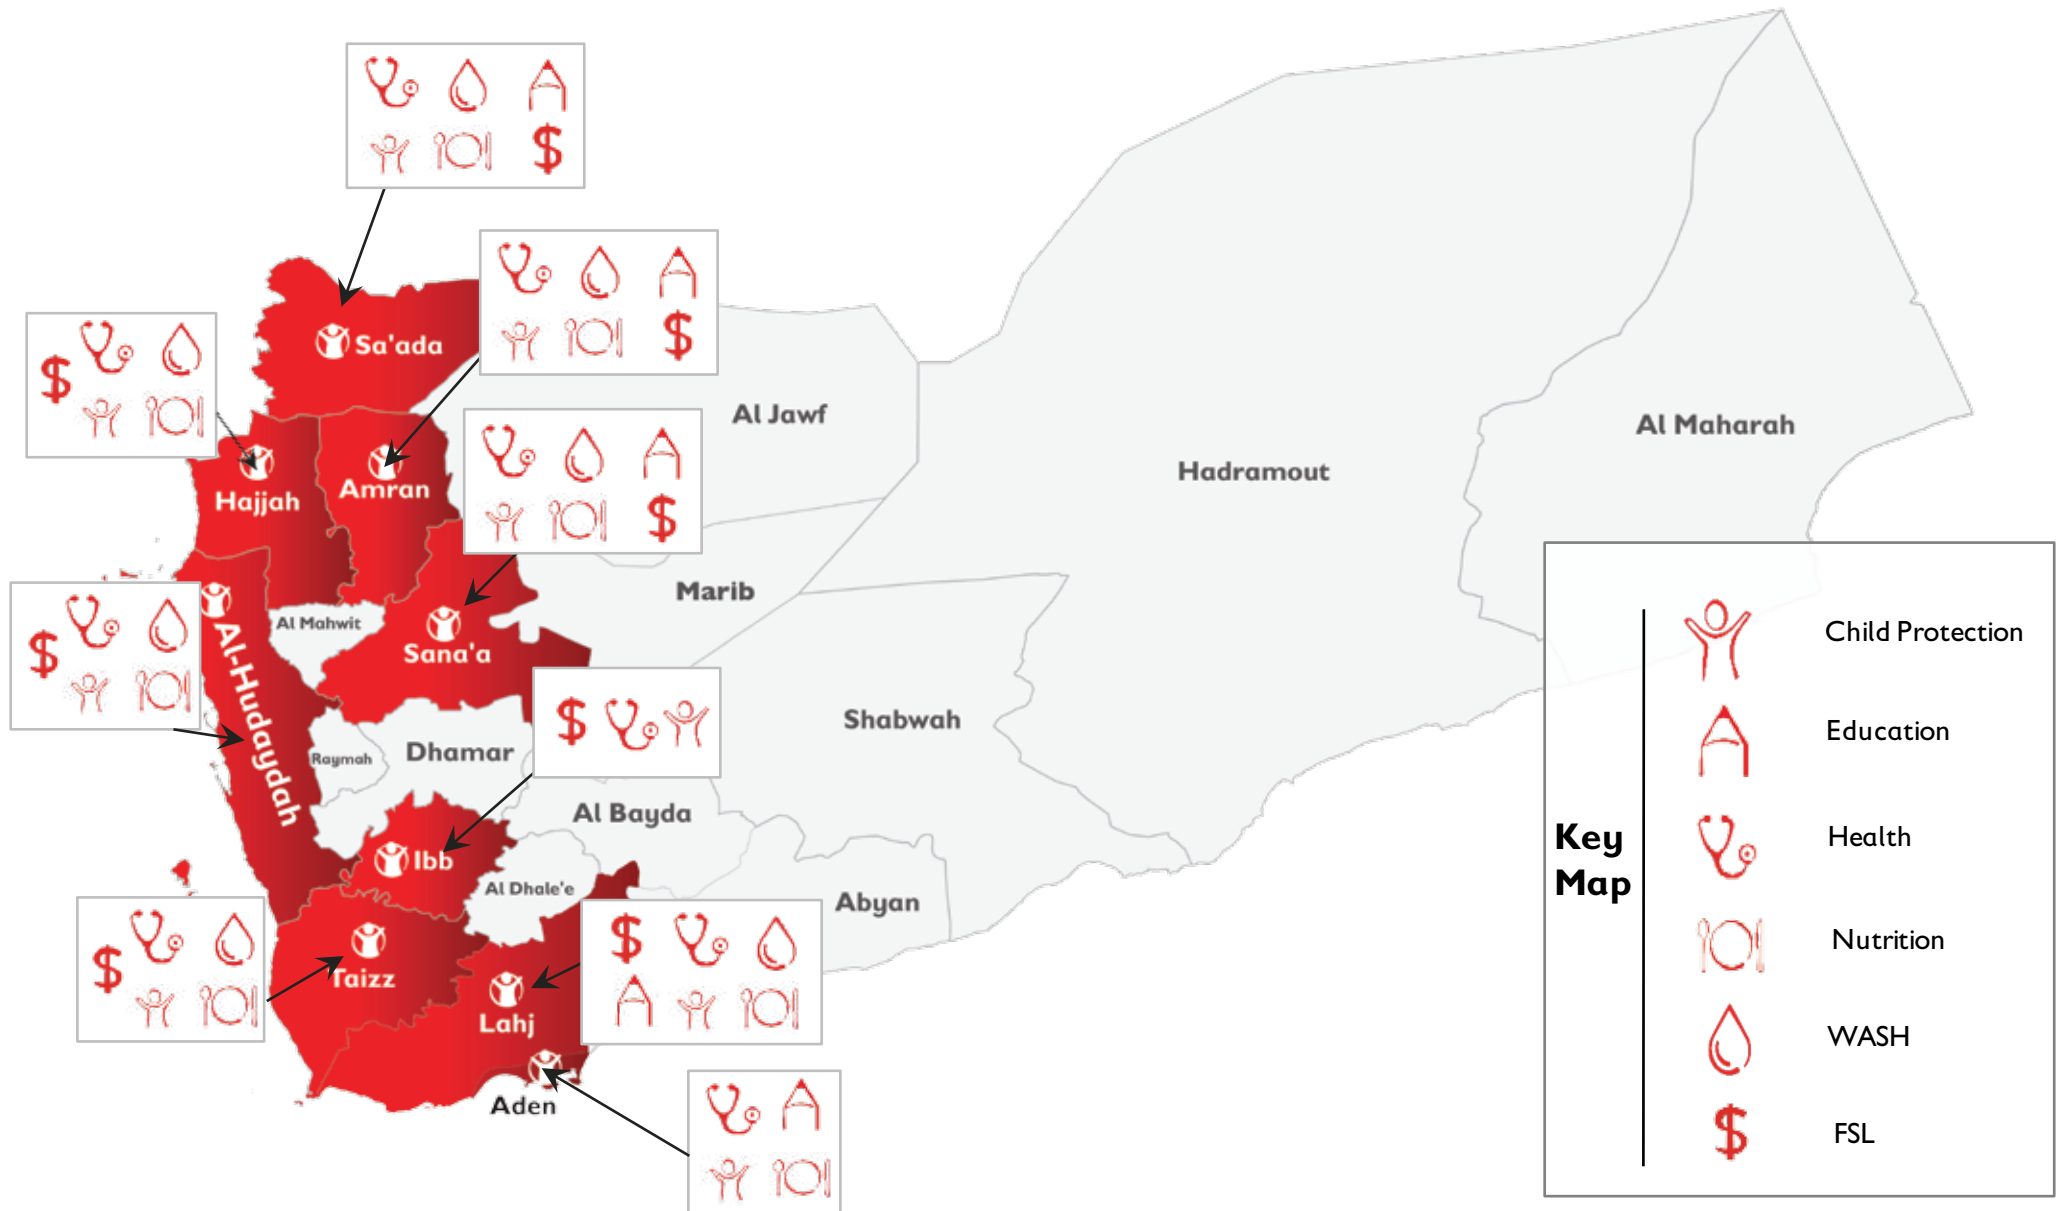 Sa'ada
Al Jawf
Hadramout
Al Maharah
Hajjah
Amran
Marib
Al Mahwit
Sana'a
Al-Hudaydah
Raymah
Dhamar
Shabwah
Al Bayda
Ibb
Al Dhale'e
Abyan
Taizz
Lahj
Aden
$
$
$
$
$
$
$
$
Key
Map
Child Protection
Education
Health
Nutrition
WASH
$ FSL